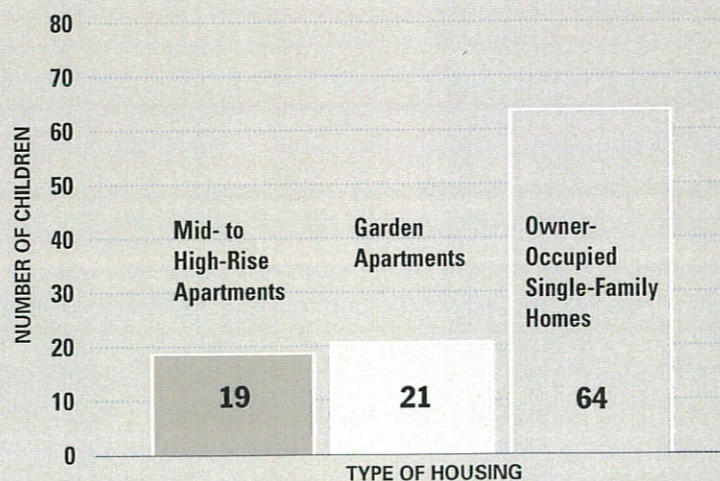 80
70
60
50
40
30
20
10
0
NUMBER OF CHILDREN
Mid- to
High-Rise
Apartments
Garden
Apartments
Owner-
Occupied
Single-Family
Homes
19
21
64
TYPE OF HOUSING